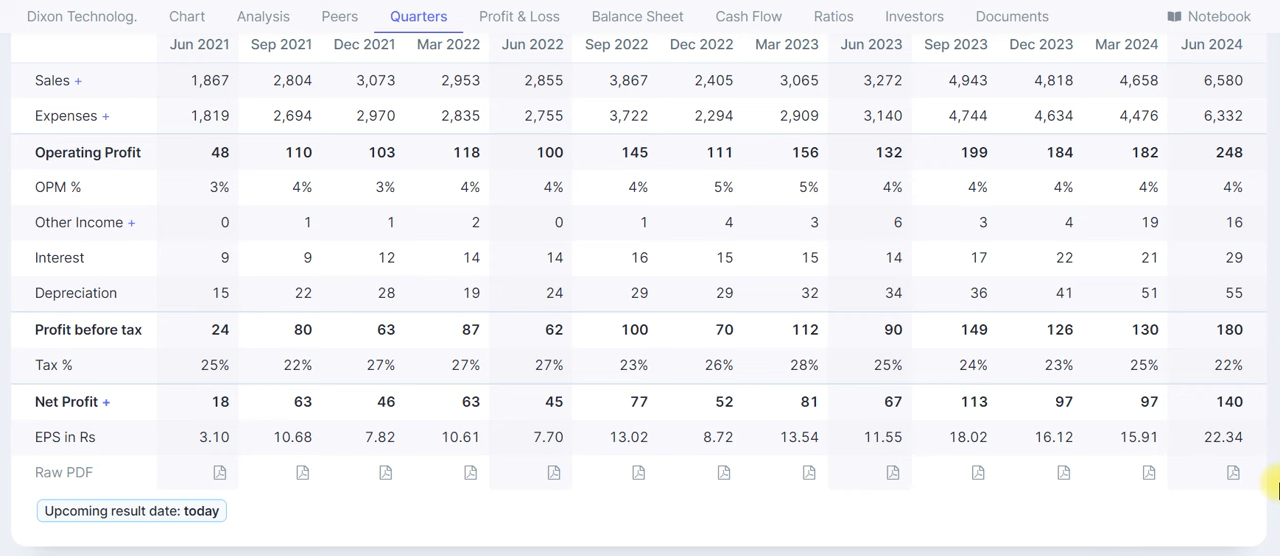 Dixon Technolog. Chart Analysis Peers Quarters Profit & Loss Balance Sheet Cash Flow Ratios Investors Documents Notebook
Jun 2021 Sep 2021 Dec 2021 Mar 2022 Jun 2022 Sep 2022 Dec 2022 Mar 2023 Jun 2023 Sep 2023 Dec 2023 Mar 2024 Jun 2024
Sales + 1,867 2,804 3,073 2,953 2,855 3,867 2,405 3,065 3,272 4,943 4,818 4,658 6,580
Expenses + 1,819 2,694 2,970 2,835 2,755 3,722 2,294 2,909 3,140 4,744 4,634 4,476 6,332
Operating Profit 48 110 103 118 100 145 111 156 132 199 184 182 248
OPM % 3% 4% 3% 4% 4% 4% 5% 5% 4% 4% 4% 4% 4%
Other Income + 0 1 1 2 0 1 4 3 6 3 4 19 16
Interest 9 9 12 14 14 16 15 15 14 17 22 21 29
Depreciation 15 22 28 19 24 29 29 32 34 36 41 51 55
Profit before tax 24 80 63 87 62 100 70 112 90 149 126 130 180
Tax % 25% 22% 27% 27% 27% 23% 26% 28% 25% 24% 23% 25% 22%
Net Profit + 18 63 46 63 45 77 52 81 67 113 97 97 140
EPS in Rs 3.10 10.68 7.82 10.61 7.70 13.02 8.72 13.54 11.55 18.02 16.12 15.91 22.34
Raw PDF
Upcoming result date: today